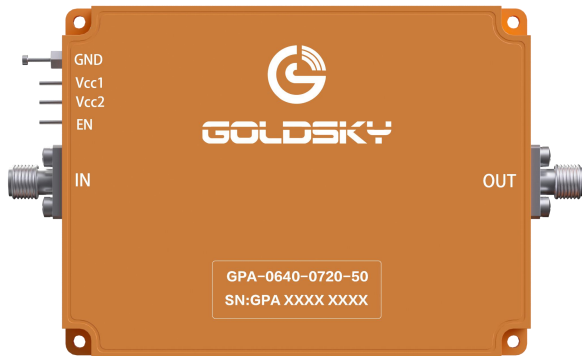 GND
Vcc1
Vcc2
EN
GOLDSKY
IN
OUT
GPA-0640-0720-50
SN:GPA XXXX XXXX